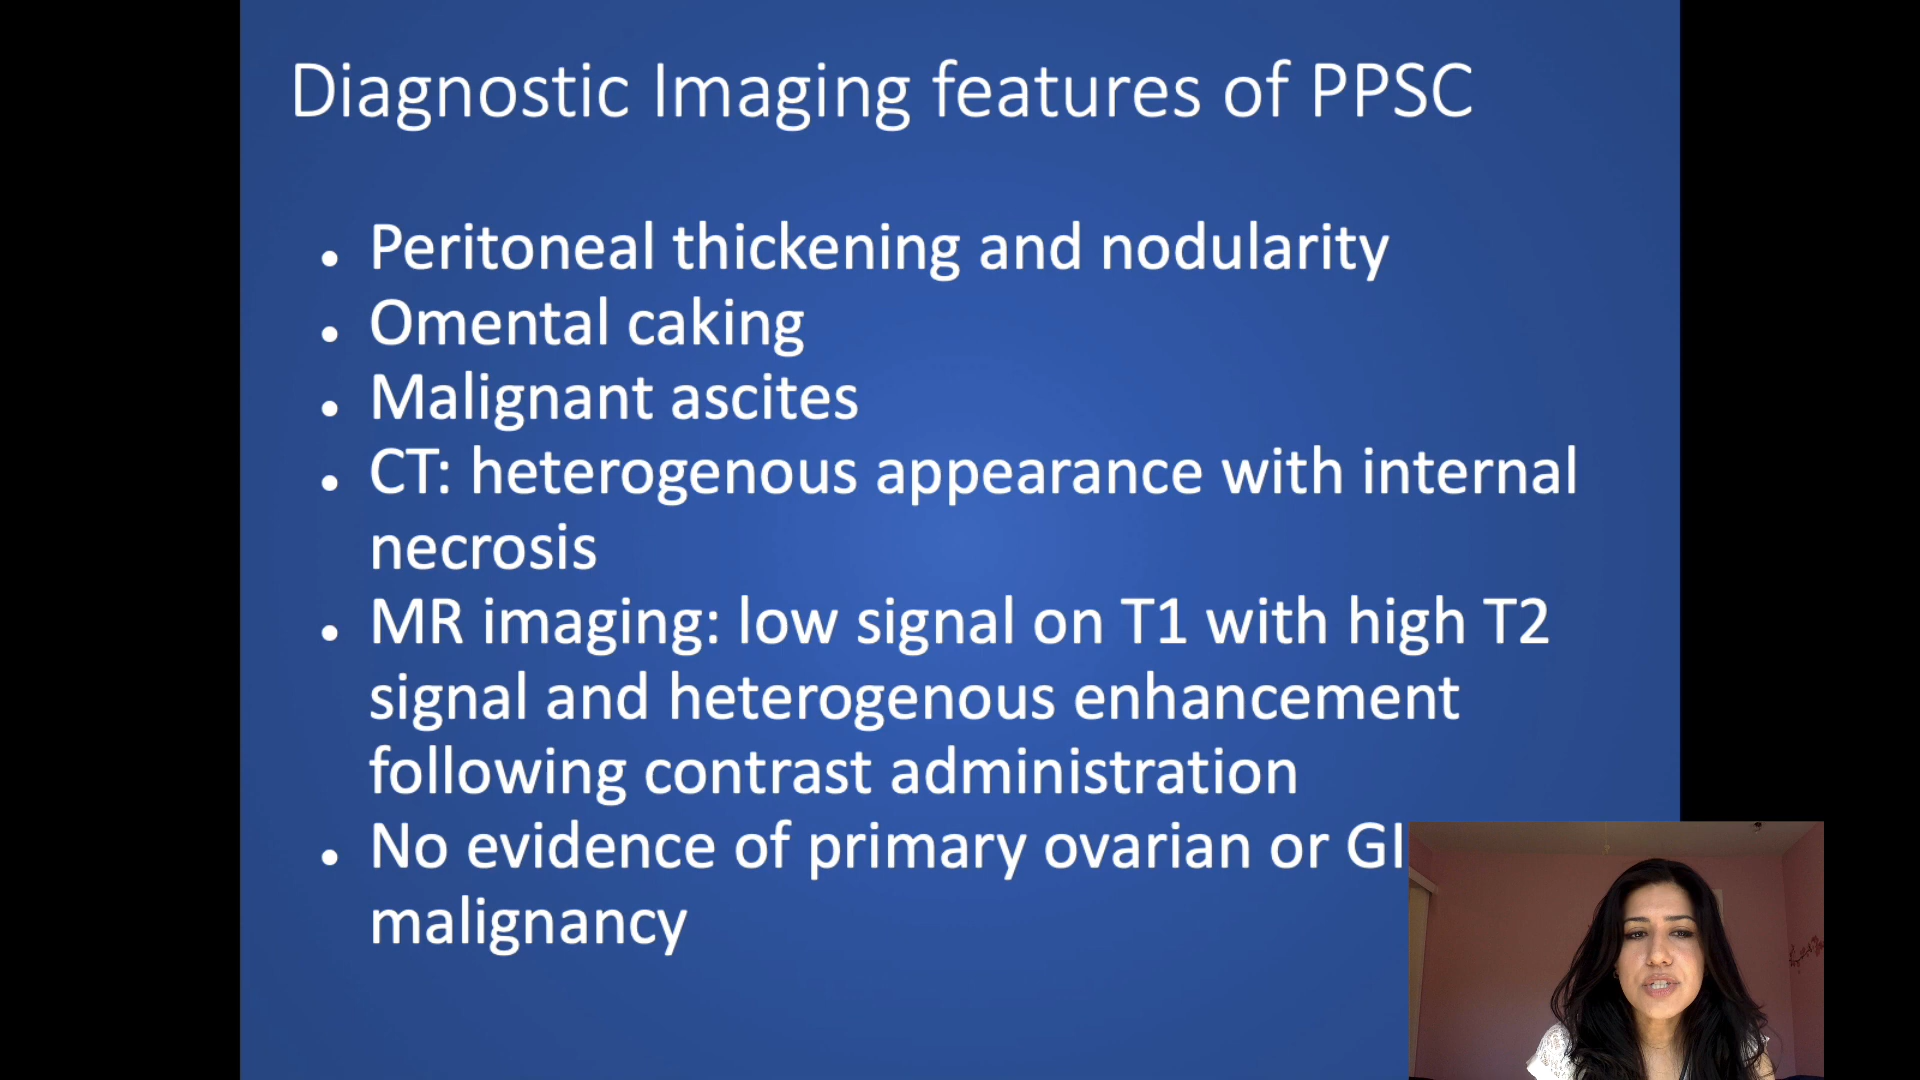 Diagnostic Imaging features of PPSC
• Peritoneal thickening and nodularity
• Omental caking
• Malignant ascites
• CT: heterogenous appearance with internal
necrosis
• MR imaging: low signal on T1 with high T2
signal and heterogenous enhancement
following contrast administration
• No evidence of primary ovarian or GI
malignancy